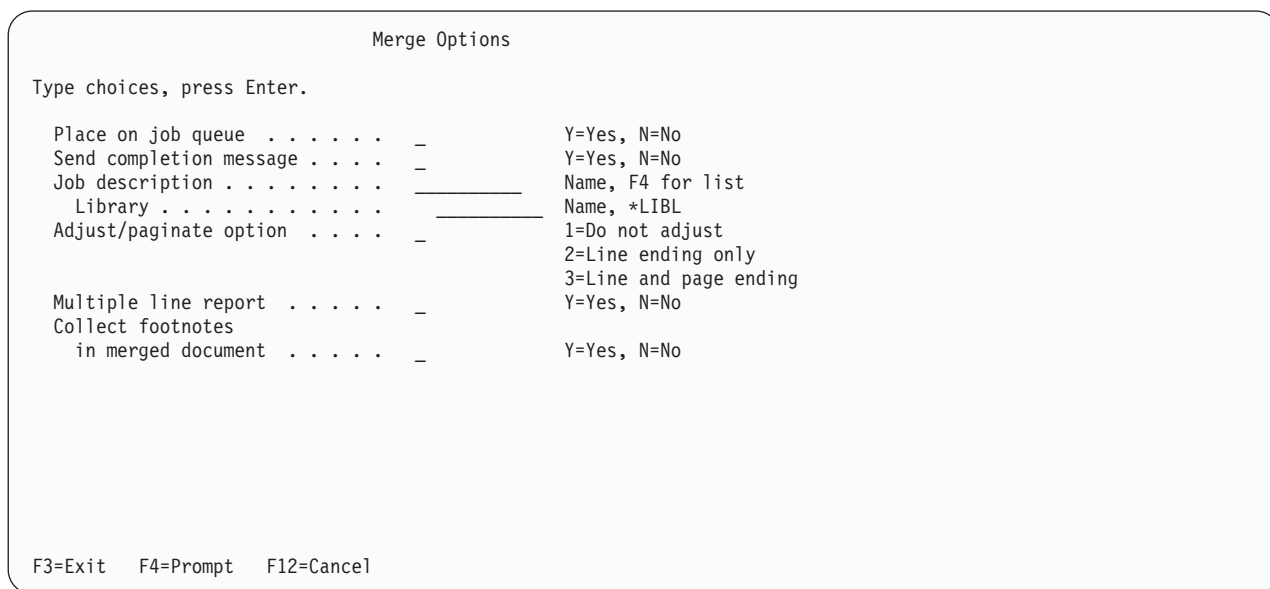 Merge Options
Type choices, press Enter.
Place on job queue . . . . . . _ Y=Yes, N=No
Send completion message . . . . _ Y=Yes, N=No
Job description . . . . . . . . __________ Name, F4 for list
Library . . . . . . . . . . . __________ Name, *LIBL
Adjust/paginate option . . . . _ 1=Do not adjust
2=Line ending only
3=Line and page ending
Multiple line report . . . . . _ Y=Yes, N=No
Collect footnotes
in merged document . . . . . _ Y=Yes, N=No
F3=Exit F4=Prompt F12=Cancel